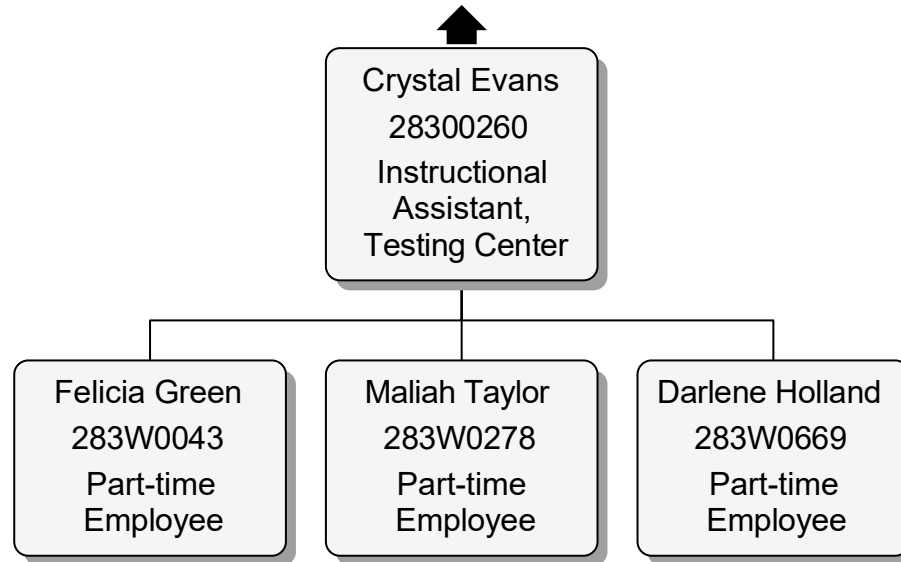 Crystal Evans
28300260
Instructional
Assistant,
Testing Center
Felicia Green
283W0043
Part-time
Employee
Maliah Taylor
283W0278
Part-time
Employee
Darlene Holland
283W0669
Part-time
Employee